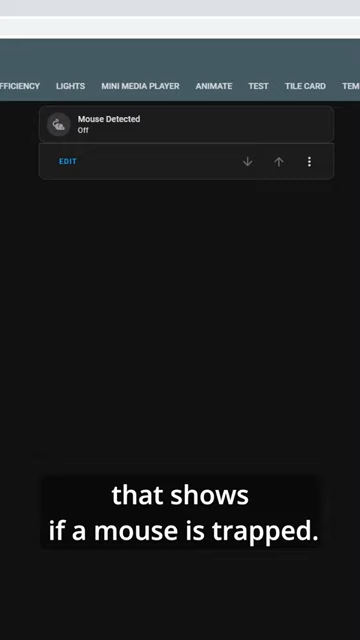 FFICIENCY LIGHTS MINI MEDIA PLAYER ANIMATE TEST TILE CARD TEM
Mouse Detected
Off
EDIT
that shows
if a mouse is trapped.